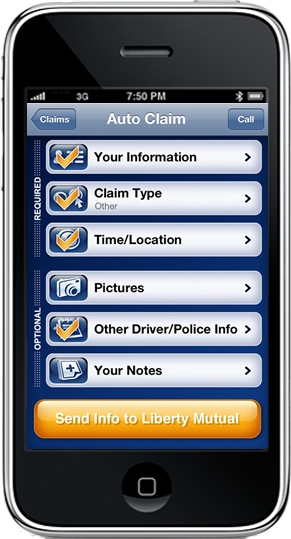 3G 7:50 PM
Claims Auto Claim Call
REQUIRED
Your Information
Claim Type
Other
Time/Location
OPTIONAL
Pictures
Other Driver/Police Info
Your Notes
Send Info to Liberty Mutual